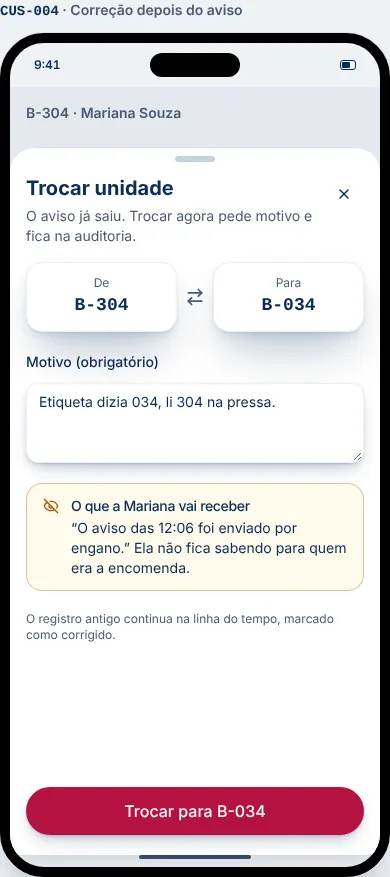 CUS-004 · Correção depois do aviso
9:41
B-304 · Mariana Souza
Trocar unidade
O aviso já saiu. Trocar agora pede motivo e
fica na auditoria.
De
B-304
Para
B-034
Motivo (obrigatório)
Etiqueta dizia 034, li 304 na pressa.
O que a Mariana vai receber
“O aviso das 12:06 foi enviado por
engano.” Ela não fica sabendo para quem
era a encomenda.
O registro antigo continua na linha do tempo, marcado
como corrigido.
Trocar para B-034